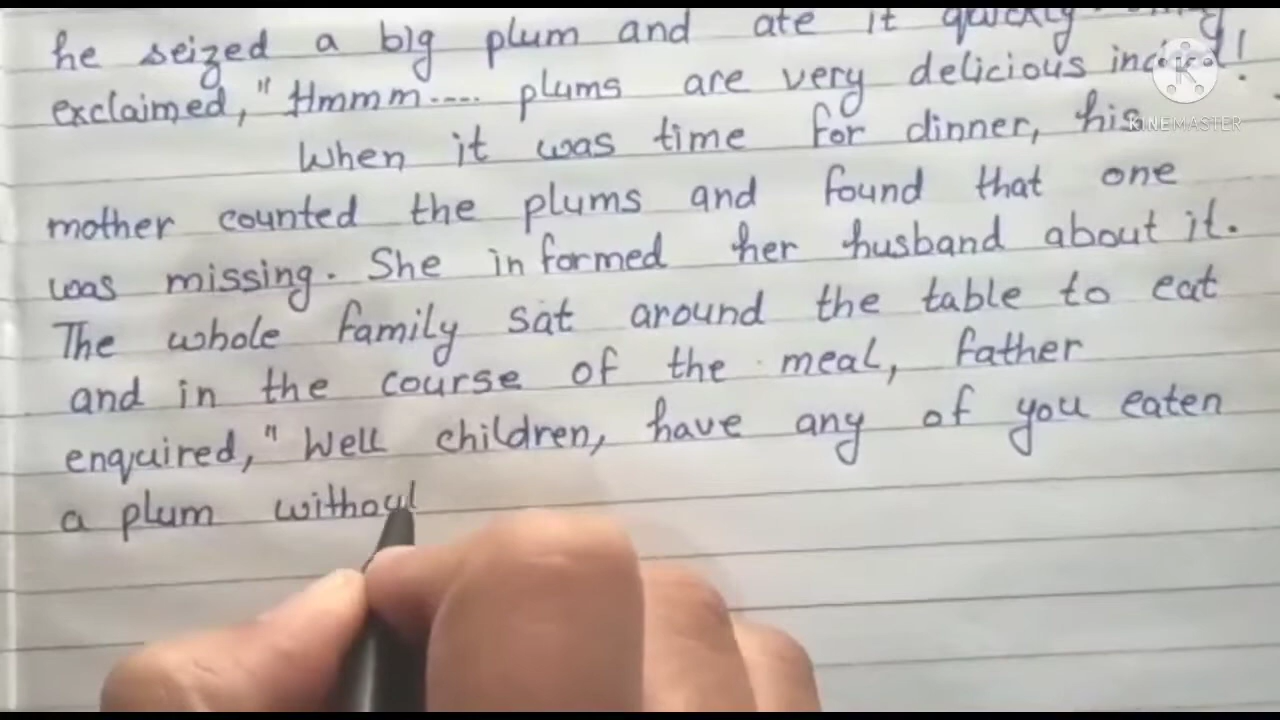 he seized a big plum and ate it quickly
exclaimed, "Hmmm.... plums are very delicious
When it was time for dinner, his
KINEMASTER
mother counted the plums and found that one
was missing. She informed her husband about it.
The whole family sat around the table to eat
and in the course of the meal, father
enquired, "Well children, have any of you eaten
a plum without